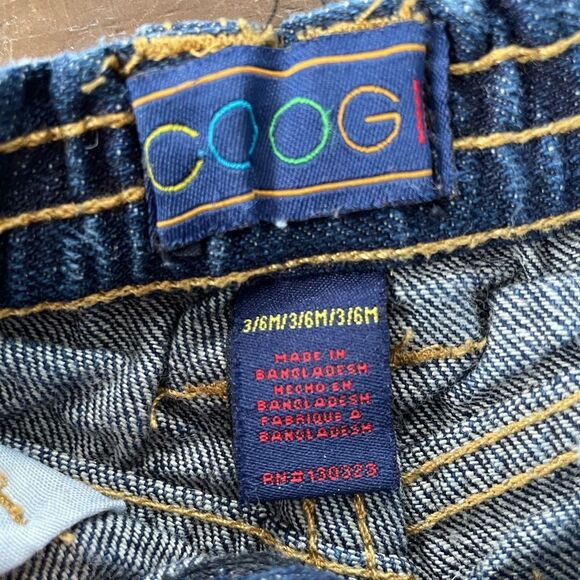 COOGI
3/6M/3/6M/3/6M
MADE IN
BANGLADESH
HECHO EN
BANGLADESH
FABRIQUE A
BANGLADESH
RN#130323